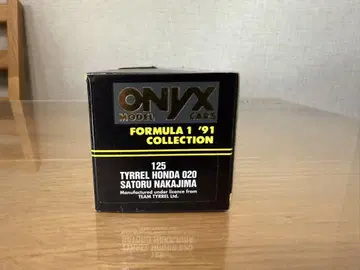 ONYX
MODEL CARS
FORMULA 1 '91
COLLECTION
125
TYRREL HONDA 020
SATORU NAKAJIMA
Manufactured under licence from
TEAM TYRREL Ltd.